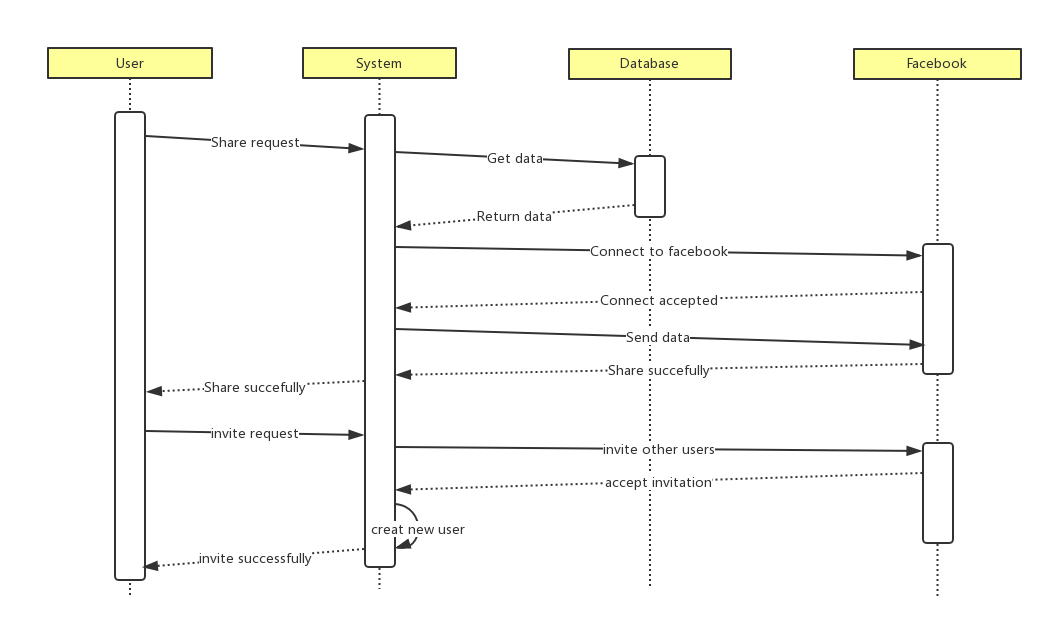 User
System
Database
Facebook
Share request
Get data
Return data
Connect to facebook
Connect accepted
Send data
Share succefully
Share succefully
invite request
invite other users
accept invitation
creat new user
invite successfully